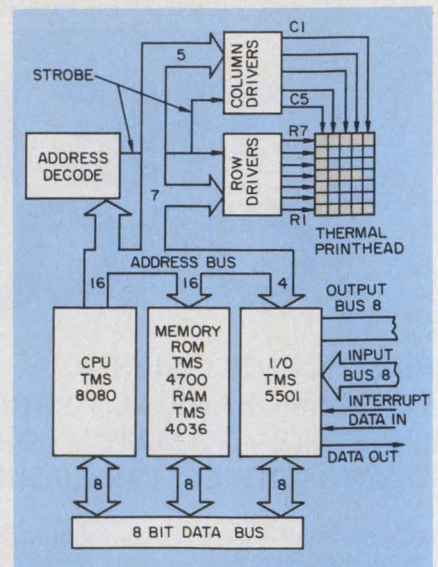 C1
5
COLUMN
DRIVERS
STROBE
C5
ADDRESS
DECODE
ROW
DRIVERS
R7
7
R1
THERMAL
PRINTHEAD
ADDRESS BUS
16
16
4
OUTPUT
BUS 8
CPU
TMS
8080
MEMORY
ROM
TMS
4700
RAM
TMS
4036
I/O
TMS
5501
INPUT
BUS 8
INTERRUPT
DATA IN
DATA OUT
8
8
8
8 BIT DATA BUS